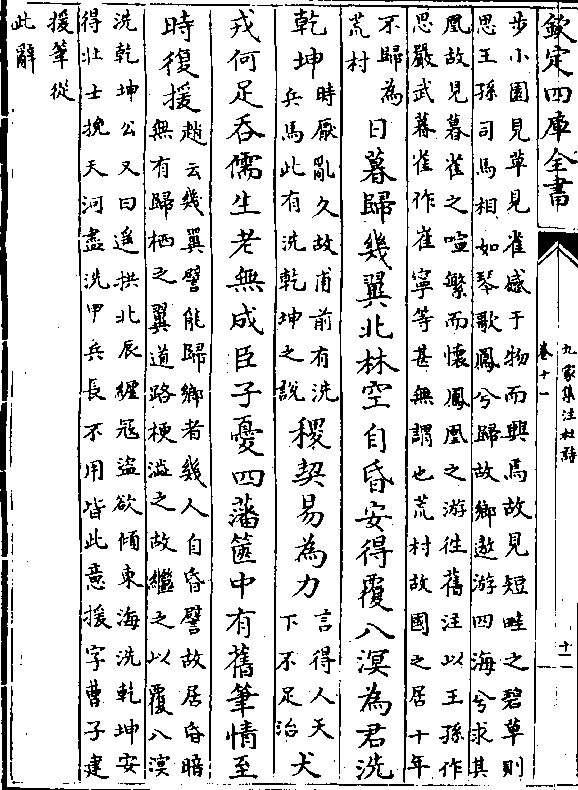 欽定四庫全書
九家集注杜詩
卷十一
十一
步小園見草見雀感于物而興焉故見短畦之碧草則
思王孫司馬相如琴歌鳳兮歸故鄉遨游四海兮求其
凰故見暮雀之喧繁而懷鳳凰之游徃舊注以王孫作
思嚴武暮雀作崔寧等甚無謂也荒村故國之居十年
不歸為
荒村
日暮歸幾翼北林空自昏安得覆八溟為君洗
乾坤
時厭亂久故甫前有洗
兵馬此有洗乾坤之說
稷契易為力
言得人天
下不足治
犬
戎何足吞儒生老無成臣子憂四藩篋中有舊筆情至
時復援
趙云幾翼譬能歸鄉者幾人自昏譬故居昏暗
無有歸栖之翼道路梗澁之故繼之以覆八溟
洗乾坤公又曰遥拱北辰纏冦盜欲傾東海洗乾坤安
得壮士挽天河盡洗甲兵長不用皆此意援字曹子建
援筆從
此辭